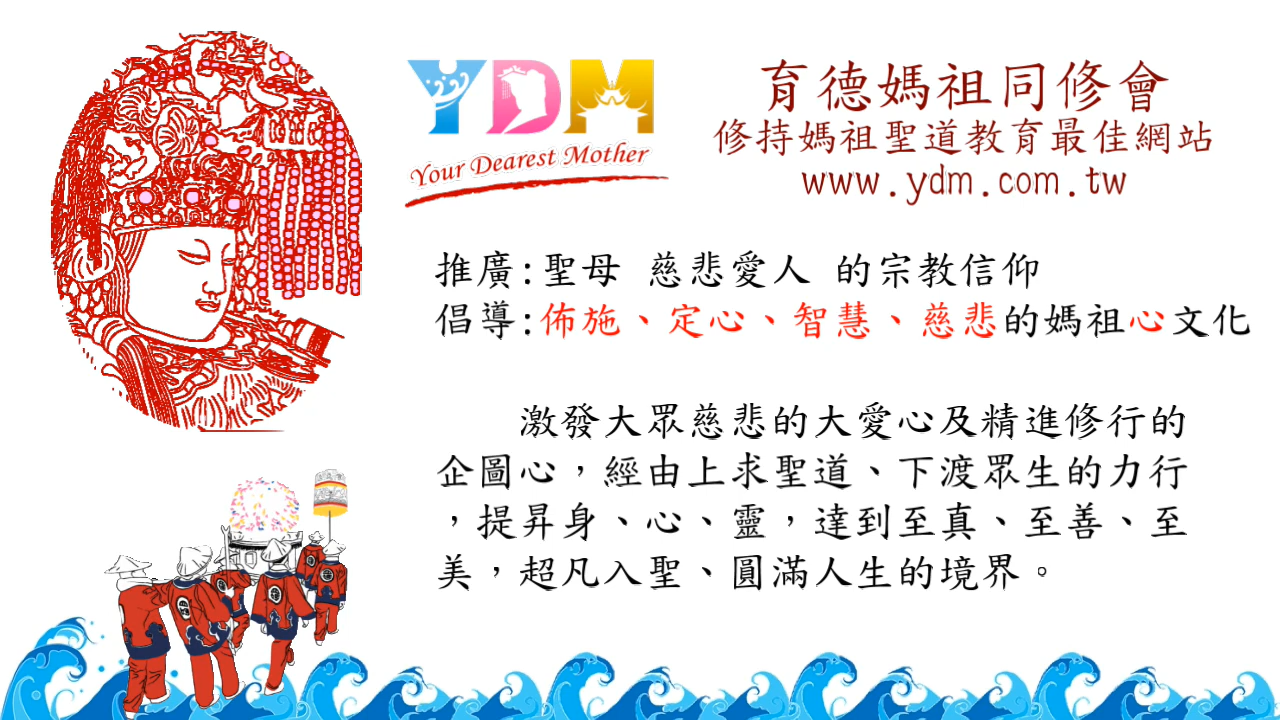 YDM
Your Dearest Mother
育德媽祖同修會
修持媽祖聖道教育最佳網站
www.ydm.com.tw
推廣:聖母 慈悲愛人 的宗教信仰
倡導:佈施、定心、智慧、慈悲的媽祖心文化
激發大眾慈悲的大愛心及精進修行的
企圖心，經由上求聖道、下渡眾生的力行
，提昇身、心、靈，達到至真、至善、至
美，超凡入聖、圓滿人生的境界。